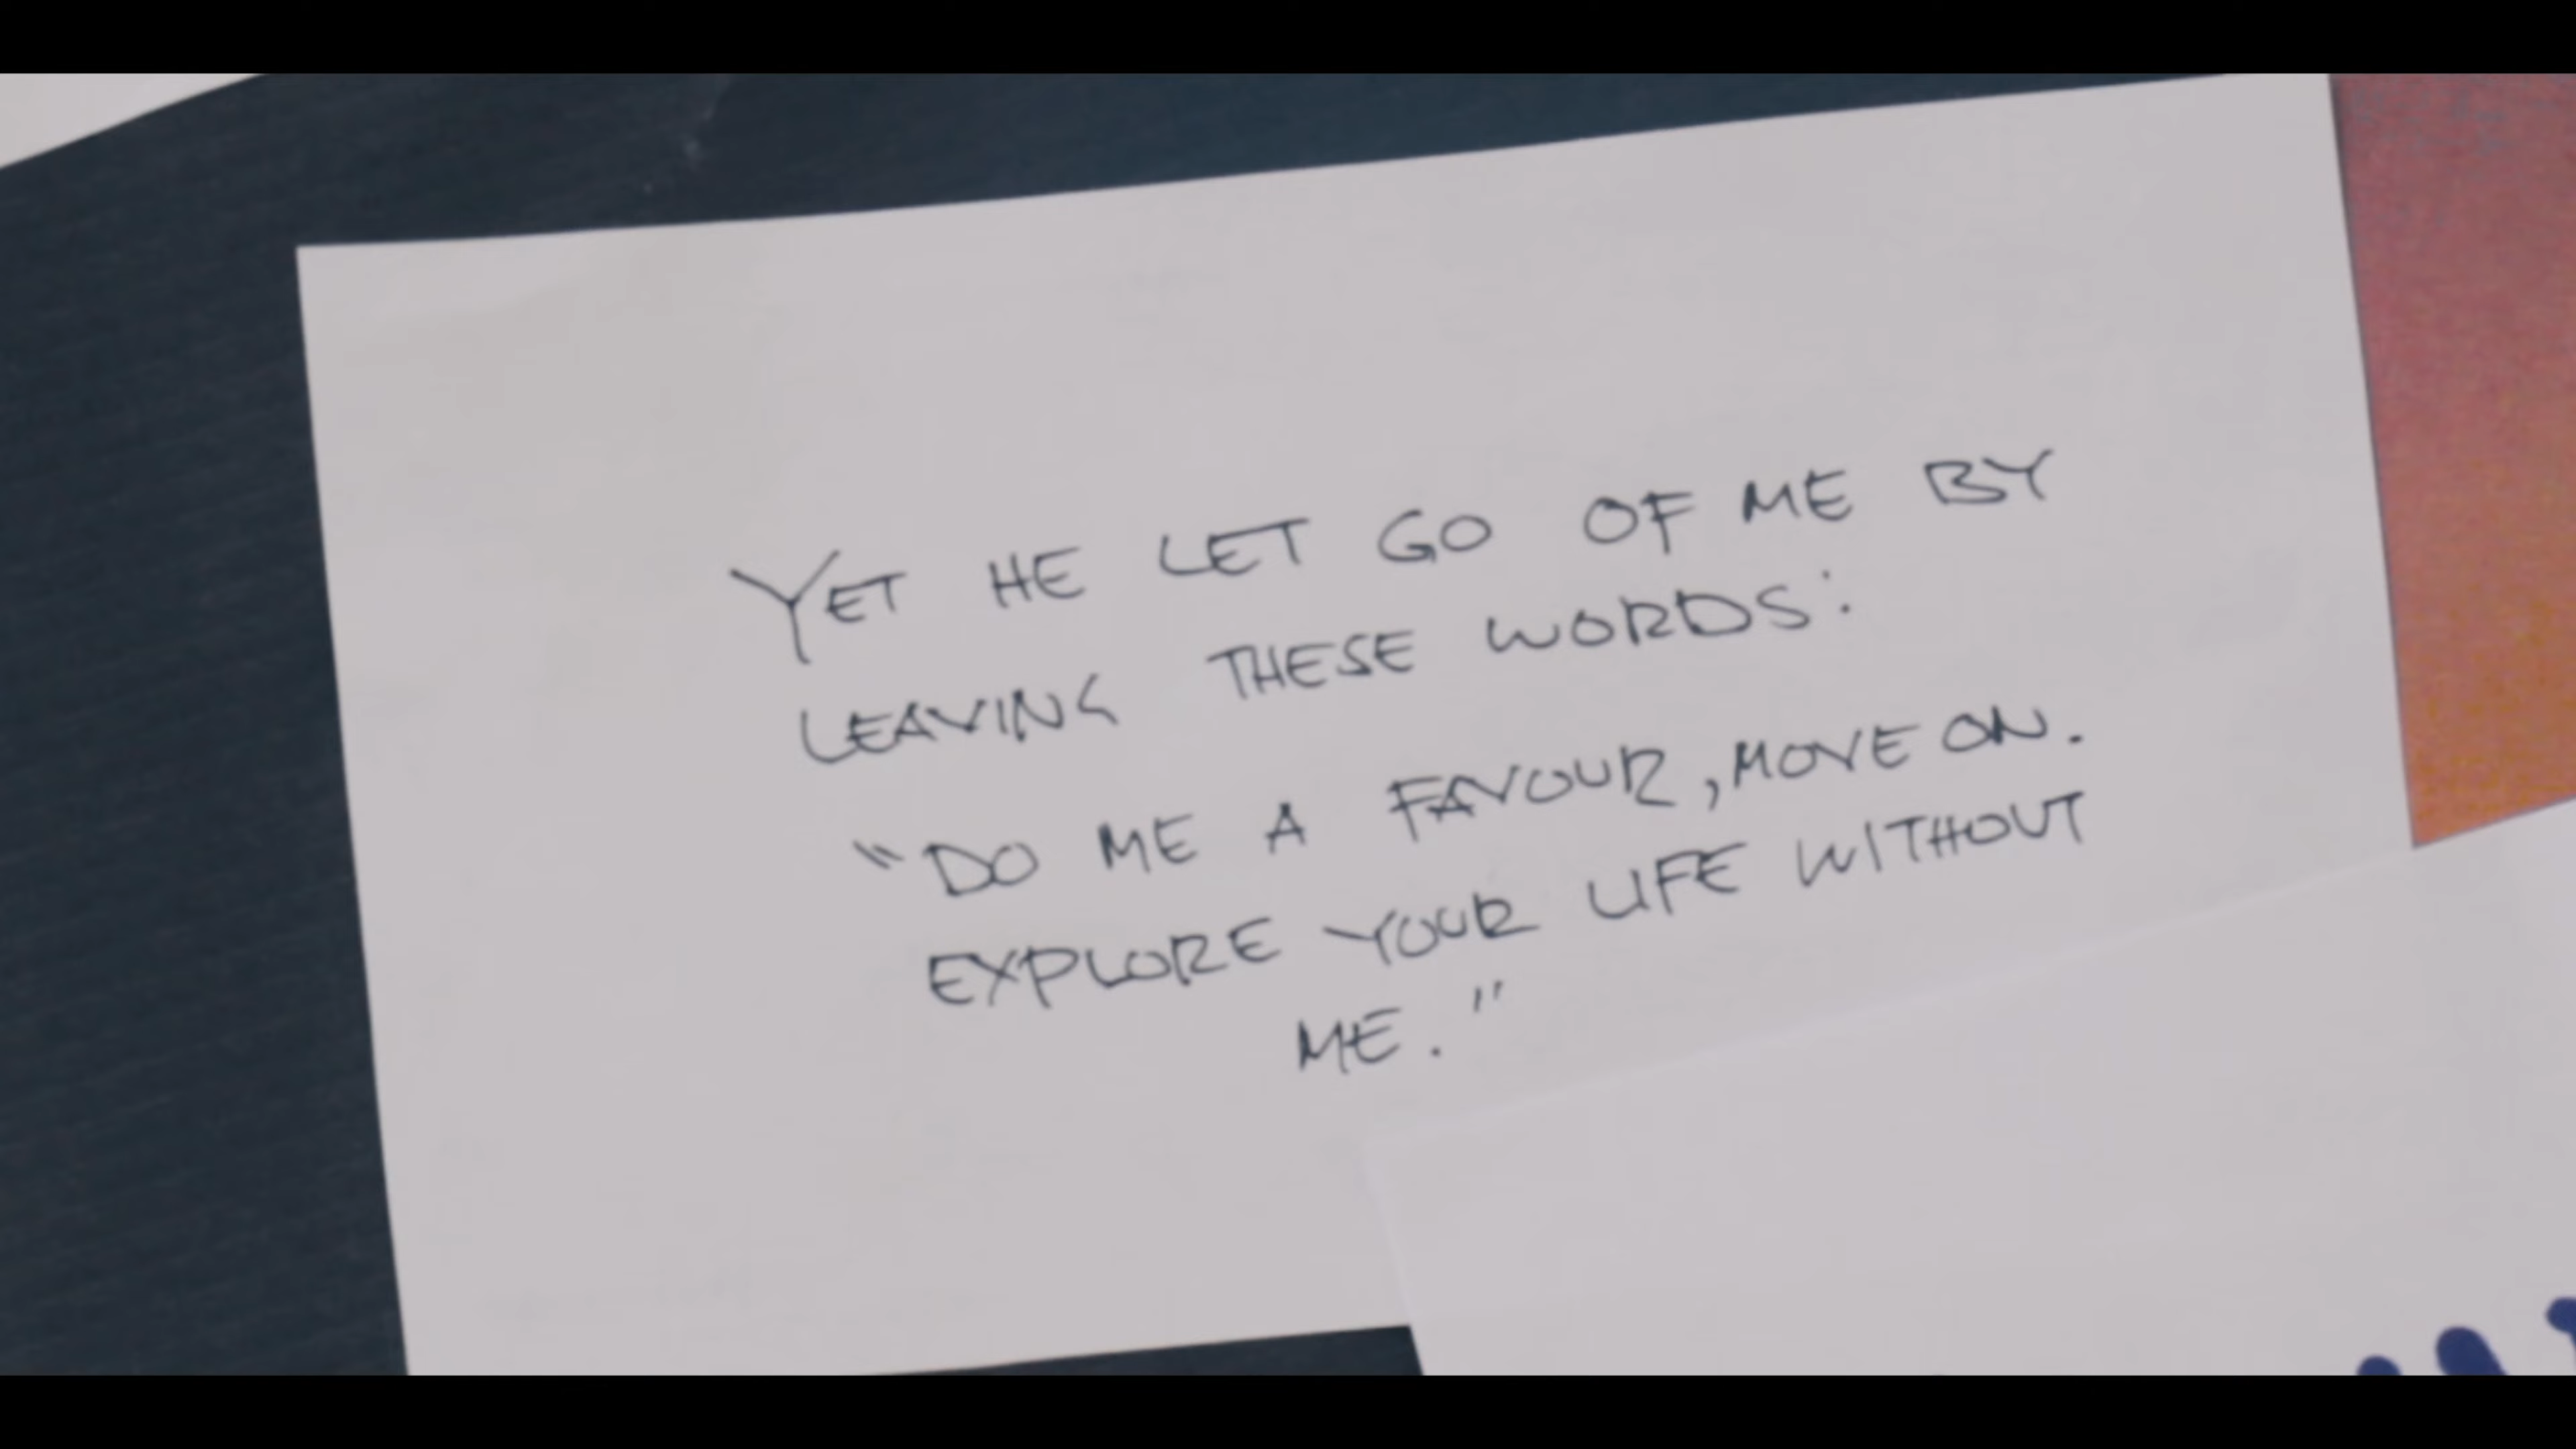 YET HE LET GO OF ME BY
LEAVING THESE WORDS:
"DO ME A FAVOUR, MOVE ON.
EXPLORE YOUR LIFE WITHOUT
ME."